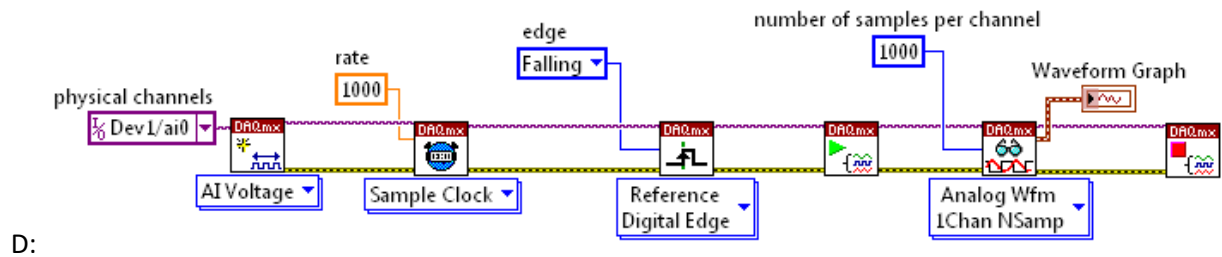 number of samples per channel
edge
1000
rate
Falling
Waveform Graph
1000
physical channels
I/O Dev1/ai0
DAQmx DAQmx DAQmx DAQmx DAQmx DAQmx
AI Voltage
Sample Clock
Reference
Digital Edge
Analog Wfm
1Chan NSamp
D: